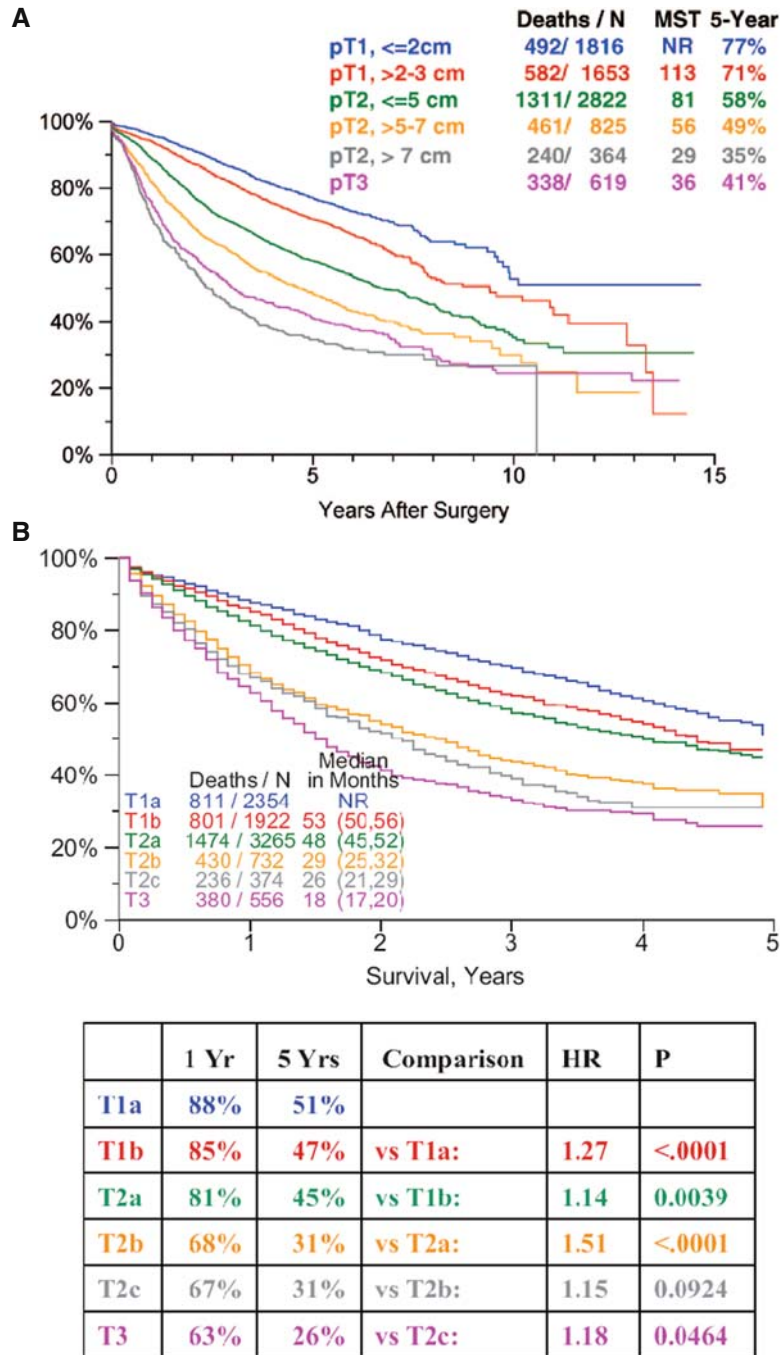 A
Deaths / N MST 5-Year
pT1, <=2cm 492/ 1816 NR 77%
pT1, >2-3 cm 582/ 1653 113 71%
pT2, <=5 cm 1311/ 2822 81 58%
pT2, >5-7 cm 461/ 825 56 49%
pT2, > 7 cm 240/ 364 29 35%
pT3 338/ 619 36 41%
100%
80%
60%
40%
20%
0%
0 5 10 15
Years After Surgery
B
100%
80%
60%
40%
20%
0%
Median
Deaths / N in Months
T1a 811 / 2354 NR
T1b 801 / 1922 53 (50,56)
T2a 1474 / 3265 48 (45,52)
T2b 430 / 732 29 (25,32)
T2c 236 / 374 26 (21,29)
T3 380 / 556 18 (17,20)
0 1 2 3 4 5
Survival, Years
1 Yr 5 Yrs Comparison HR P
T1a 88% 51%
T1b 85% 47% vs T1a: 1.27 <.0001
T2a 81% 45% vs T1b: 1.14 0.0039
T2b 68% 31% vs T2a: 1.51 <.0001
T2c 67% 31% vs T2b: 1.15 0.0924
T3 63% 26% vs T2c: 1.18 0.0464